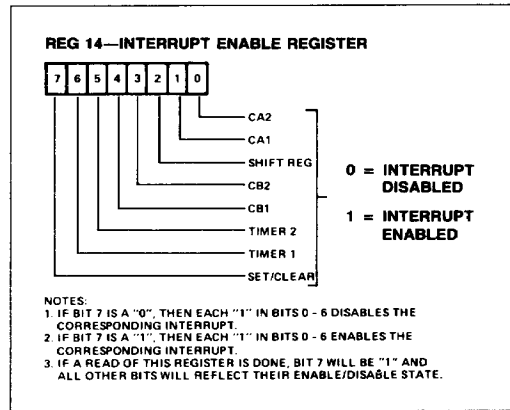 REG 14—INTERRUPT ENABLE REGISTER
7 6 5 4 3 2 1 0
CA2
CA1
SHIFT REG
CB2
CB1
TIMER 2
TIMER 1
SET/CLEAR
0 = INTERRUPT
DISABLED
1 = INTERRUPT
ENABLED
NOTES:
1. IF BIT 7 IS A "0", THEN EACH "1" IN BITS 0 - 6 DISABLES THE
CORRESPONDING INTERRUPT.
2. IF BIT 7 IS A "1", THEN EACH "1" IN BITS 0 - 6 ENABLES THE
CORRESPONDING INTERRUPT.
3. IF A READ OF THIS REGISTER IS DONE, BIT 7 WILL BE "1" AND
ALL OTHER BITS WILL REFLECT THEIR ENABLE/DISABLE STATE.